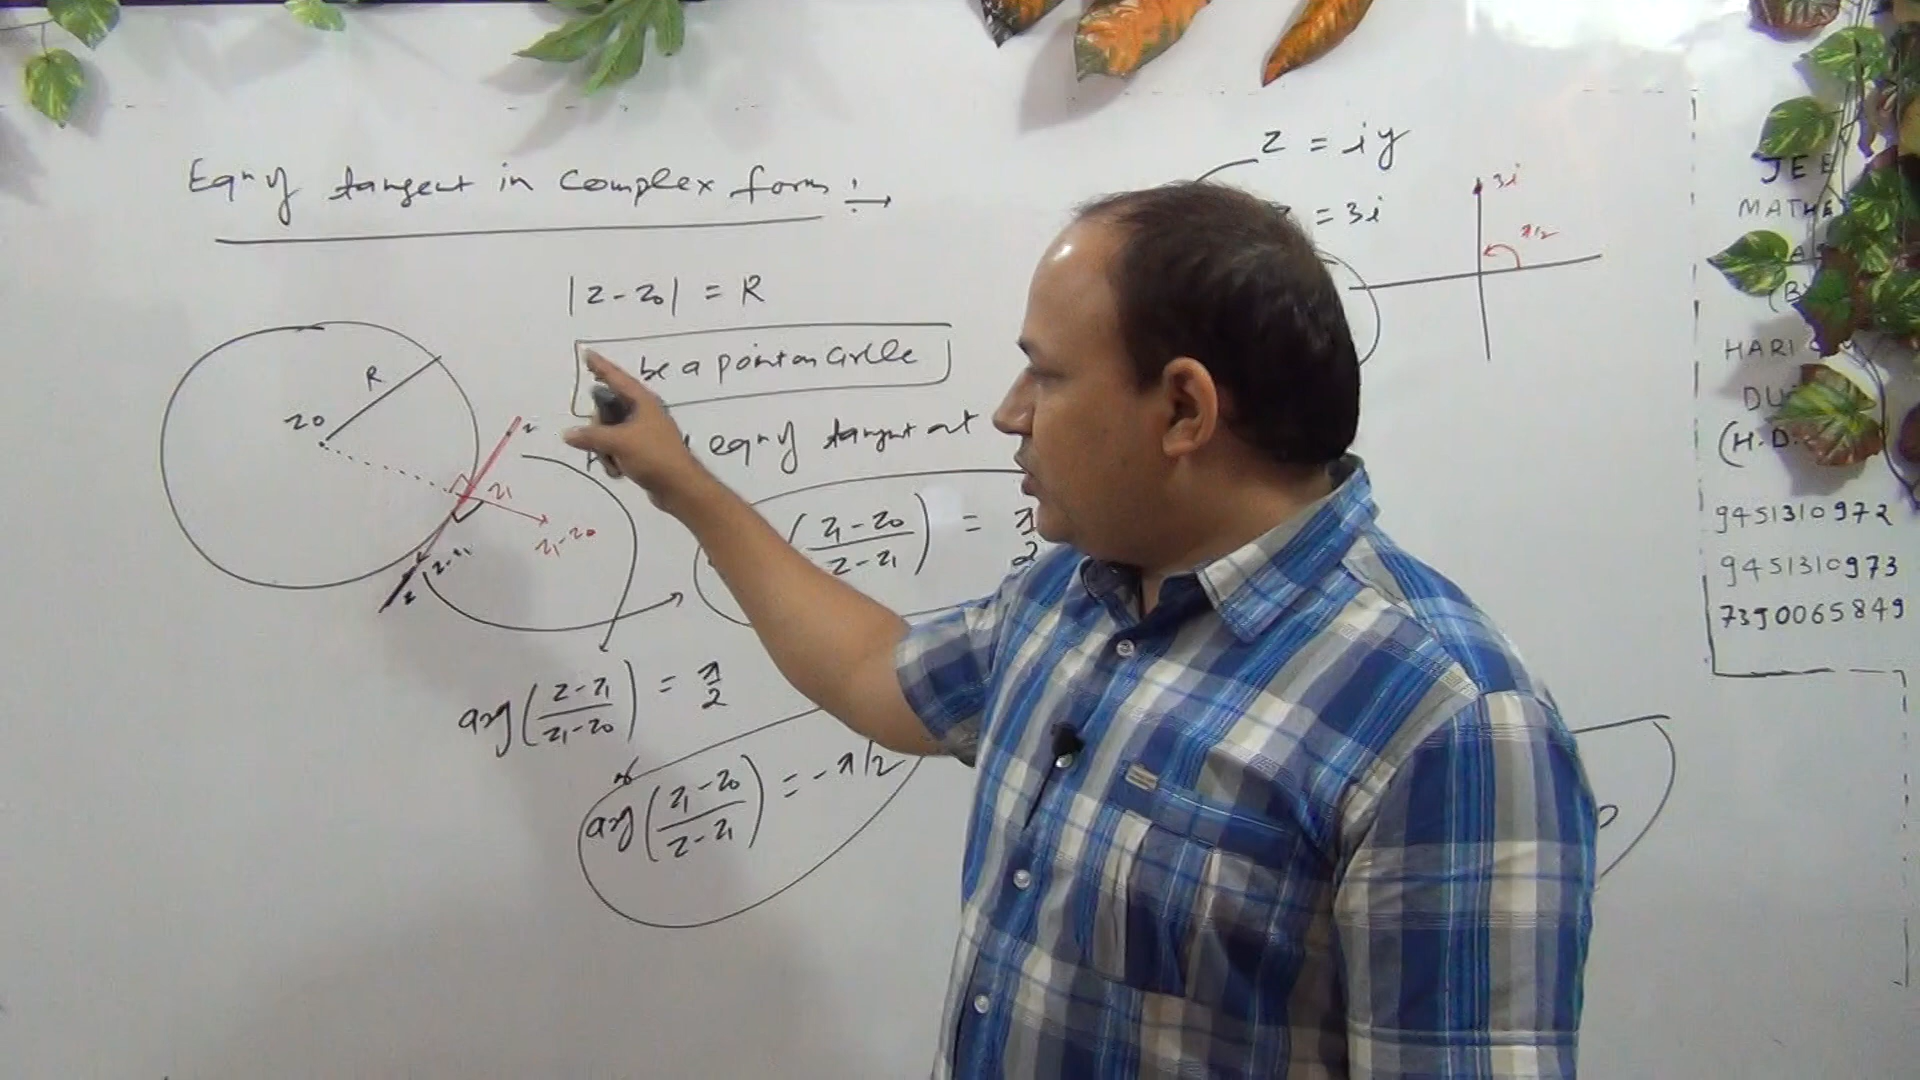 Eqn of tangent in Complex form :→
|z - z0| = R
be a point on Circle
eqn of tangent at
(z1 - z0 / z - z1) = π/2
arg(z - z1 / z1 - z0) = π/2
arg(z1 - z0 / z - z1) = -π/2
R
z0
z
z1
z1 - z0
z - z1
z
z = iy
= 3i
3i
π/2
JEE
MATHE
HARI
(H.D.
9451310972
9451310973
7390065849